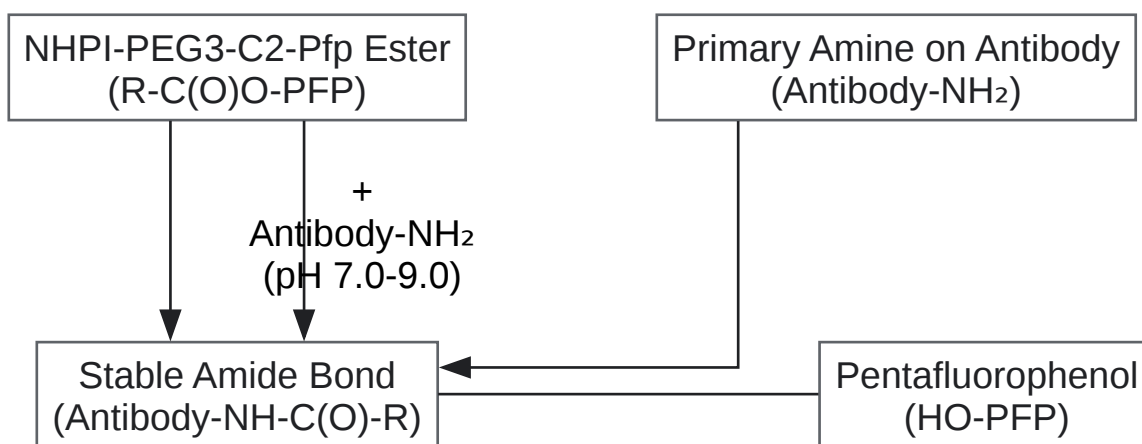 NHPI-PEG3-C2-Pfp Ester
(R-C(O)O-PFP)
Primary Amine on Antibody
(Antibody-NH₂)
+
Antibody-NH₂
(pH 7.0-9.0)
Stable Amide Bond
(Antibody-NH-C(O)-R)
Pentafluorophenol
(HO-PFP)